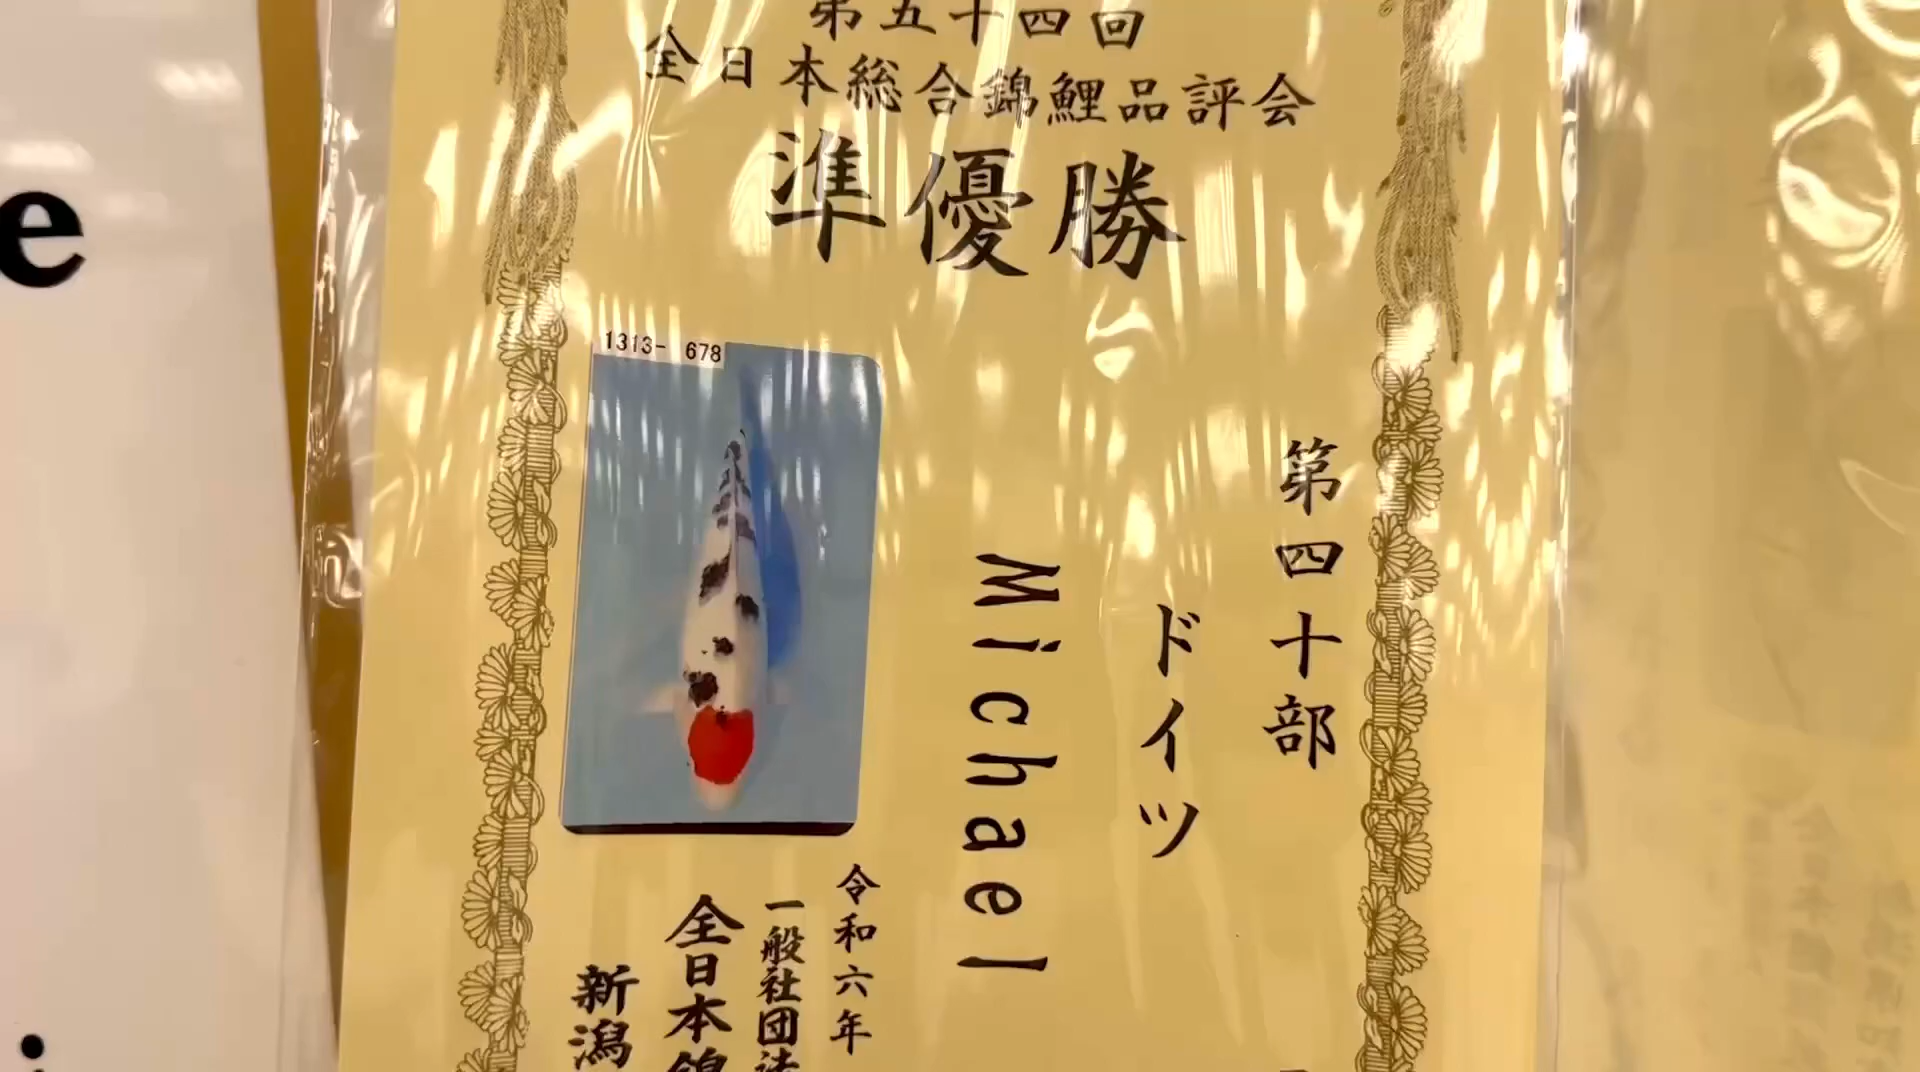 第五十四回
全日本総合錦鯉品評会
準優勝
1313- 678
第四十部
ドイツ
Michael
令和六年
一般社団法
全日本錦
新潟
e